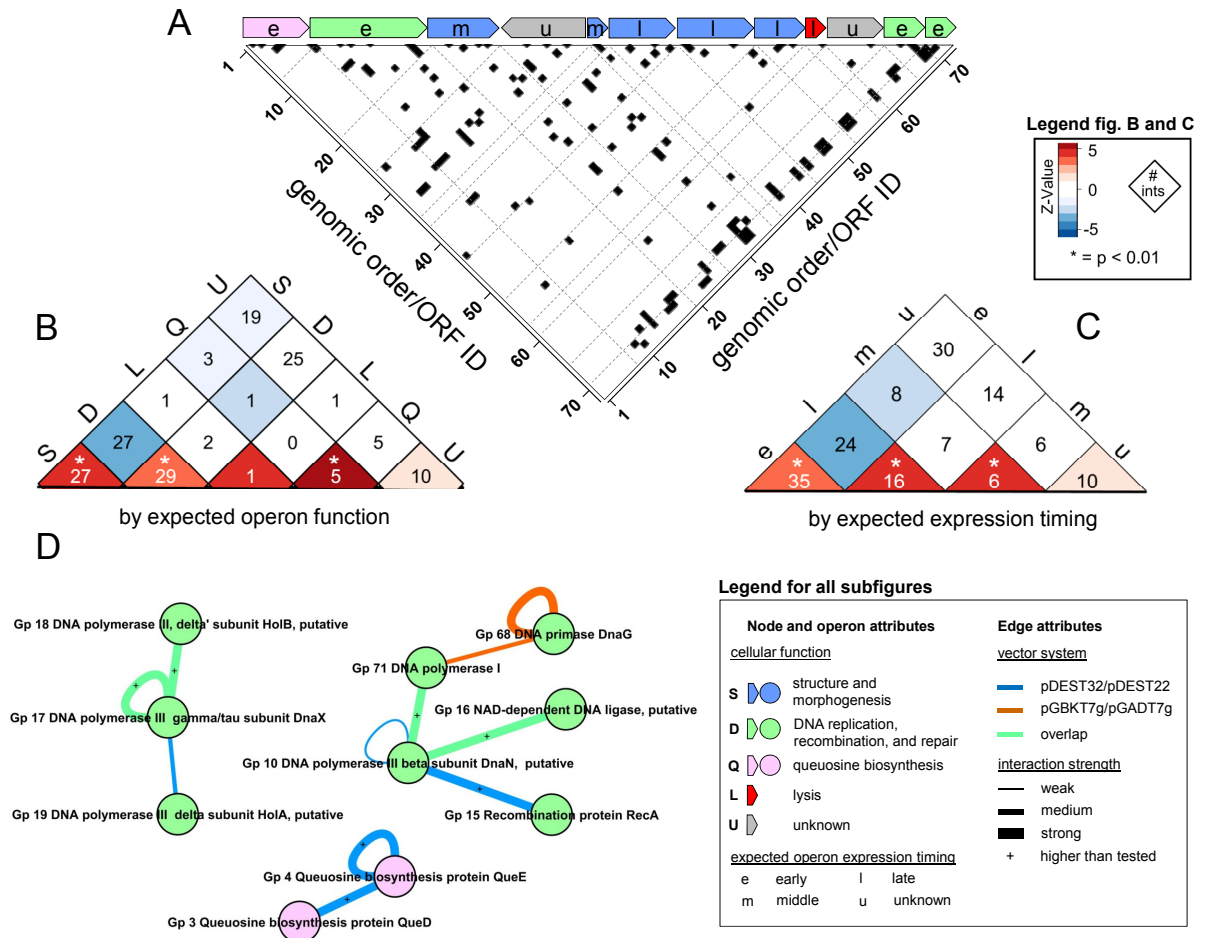 A
e e m u m l l l l u e e
1 10 20 30 40 50 60 70
genomic order/ORF ID
1 10 20 30 40 50 60 70
genomic order/ORF ID
Legend fig. B and C
Z-Value
5
0
-5
# ints
* = p < 0.01
B
U S
Q D
L L
D Q
S U
19
3 25
1 1 1
27 2 0 5
* * *
27 29 1 5 10
by expected operon function
C
u e
m l
l m
e u
30
8 14
24 7 6
* * *
35 16 6 10
by expected expression timing
D
Gp 18 DNA polymerase III, delta' subunit HolB, putative
+
+
Gp 17 DNA polymerase III gamma/tau subunit DnaX
Gp 19 DNA polymerase III delta subunit HolA, putative
Gp 68 DNA primase DnaG
Gp 71 DNA polymerase I
+
Gp 16 NAD-dependent DNA ligase, putative
+
Gp 10 DNA polymerase III beta subunit DnaN, putative
+
Gp 15 Recombination protein RecA
+
Gp 4 Queuosine biosynthesis protein QueE
+
Gp 3 Queuosine biosynthesis protein QueD
Legend for all subfigures
Node and operon attributes
cellular function
S structure and
morphogenesis
D DNA replication,
recombination, and repair
Q queuosine biosynthesis
L lysis
U unknown
expected operon expression timing
e early l late
m middle u unknown
Edge attributes
vector system
pDEST32/pDEST22
pGBKT7g/pGADT7g
overlap
interaction strength
weak
medium
strong
+ higher than tested